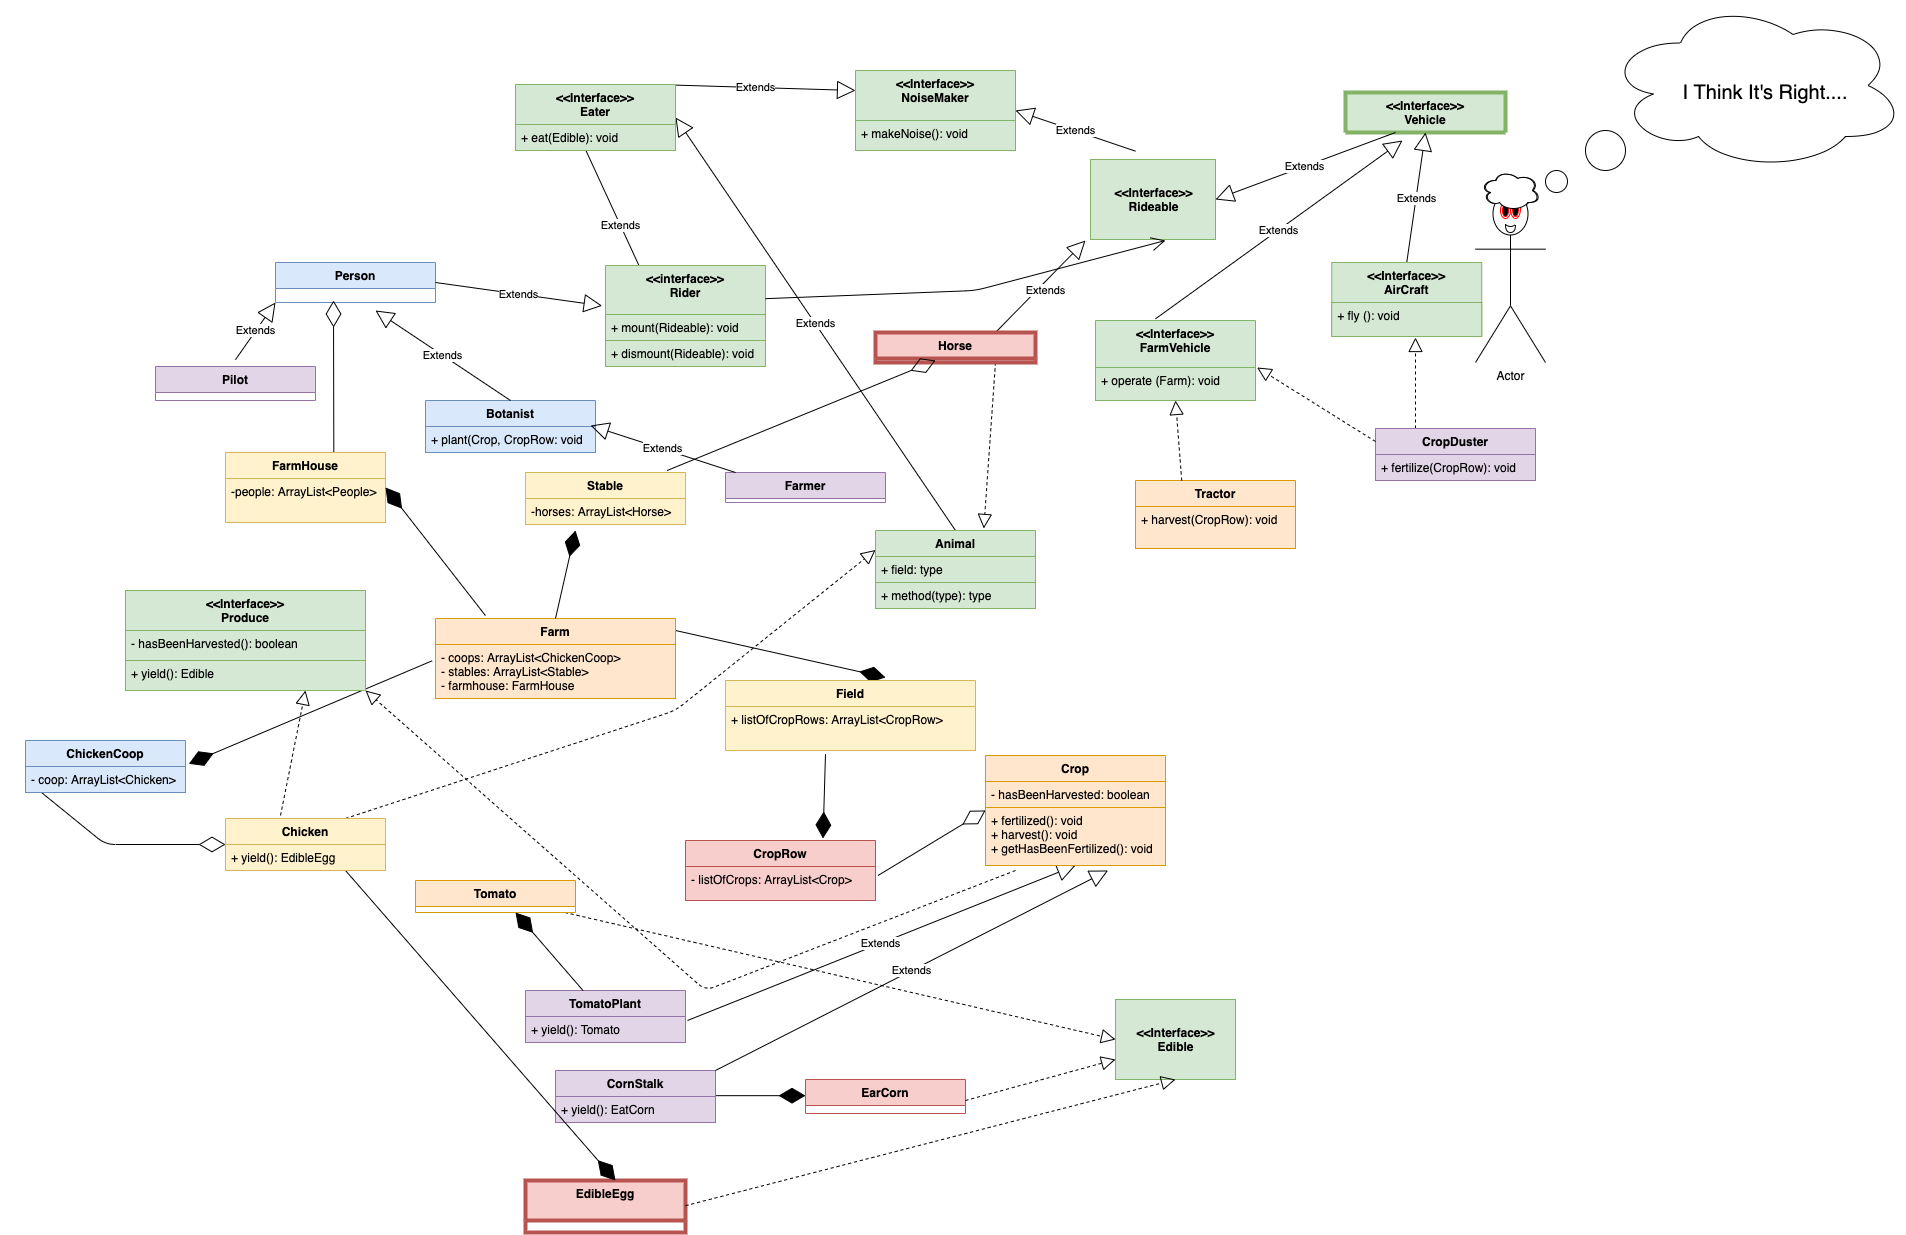 I Think It's Right....
<<Interface>>
Eater
+ eat(Edible): void
Extends
<<Interface>>
NoiseMaker
+ makeNoise(): void
Extends
<<Interface>>
Vehicle
Extends
<<Interface>>
Rideable
Extends
Extends
Extends
Actor
Person
Extends
<<interface>>
Rider
+ mount(Rideable): void
+ dismount(Rideable): void
Extends
Extends
<<Interface>>
AirCraft
+ fly (): void
Extends
Extends
Horse
<<Interface>>
FarmVehicle
+ operate (Farm): void
Pilot
Extends
Botanist
+ plant(Crop, CropRow: void
Extends
CropDuster
+ fertilize(CropRow): void
FarmHouse
-people: ArrayList<People>
Stable
-horses: ArrayList<Horse>
Farmer
Tractor
+ harvest(CropRow): void
Animal
+ field: type
+ method(type): type
<<Interface>>
Produce
- hasBeenHarvested(): boolean
+ yield(): Edible
Farm
- coops: ArrayList<ChickenCoop>
- stables: ArrayList<Stable>
- farmhouse: FarmHouse
Field
+ listOfCropRows: ArrayList<CropRow>
ChickenCoop
- coop: ArrayList<Chicken>
Crop
- hasBeenHarvested: boolean
+ fertilized(): void
+ harvest(): void
+ getHasBeenFertilized(): void
Chicken
+ yield(): EdibleEgg
CropRow
- listOfCrops: ArrayList<Crop>
Tomato
Extends
Extends
TomatoPlant
+ yield(): Tomato
<<Interface>>
Edible
CornStalk
+ yield(): EatCorn
EarCorn
EdibleEgg